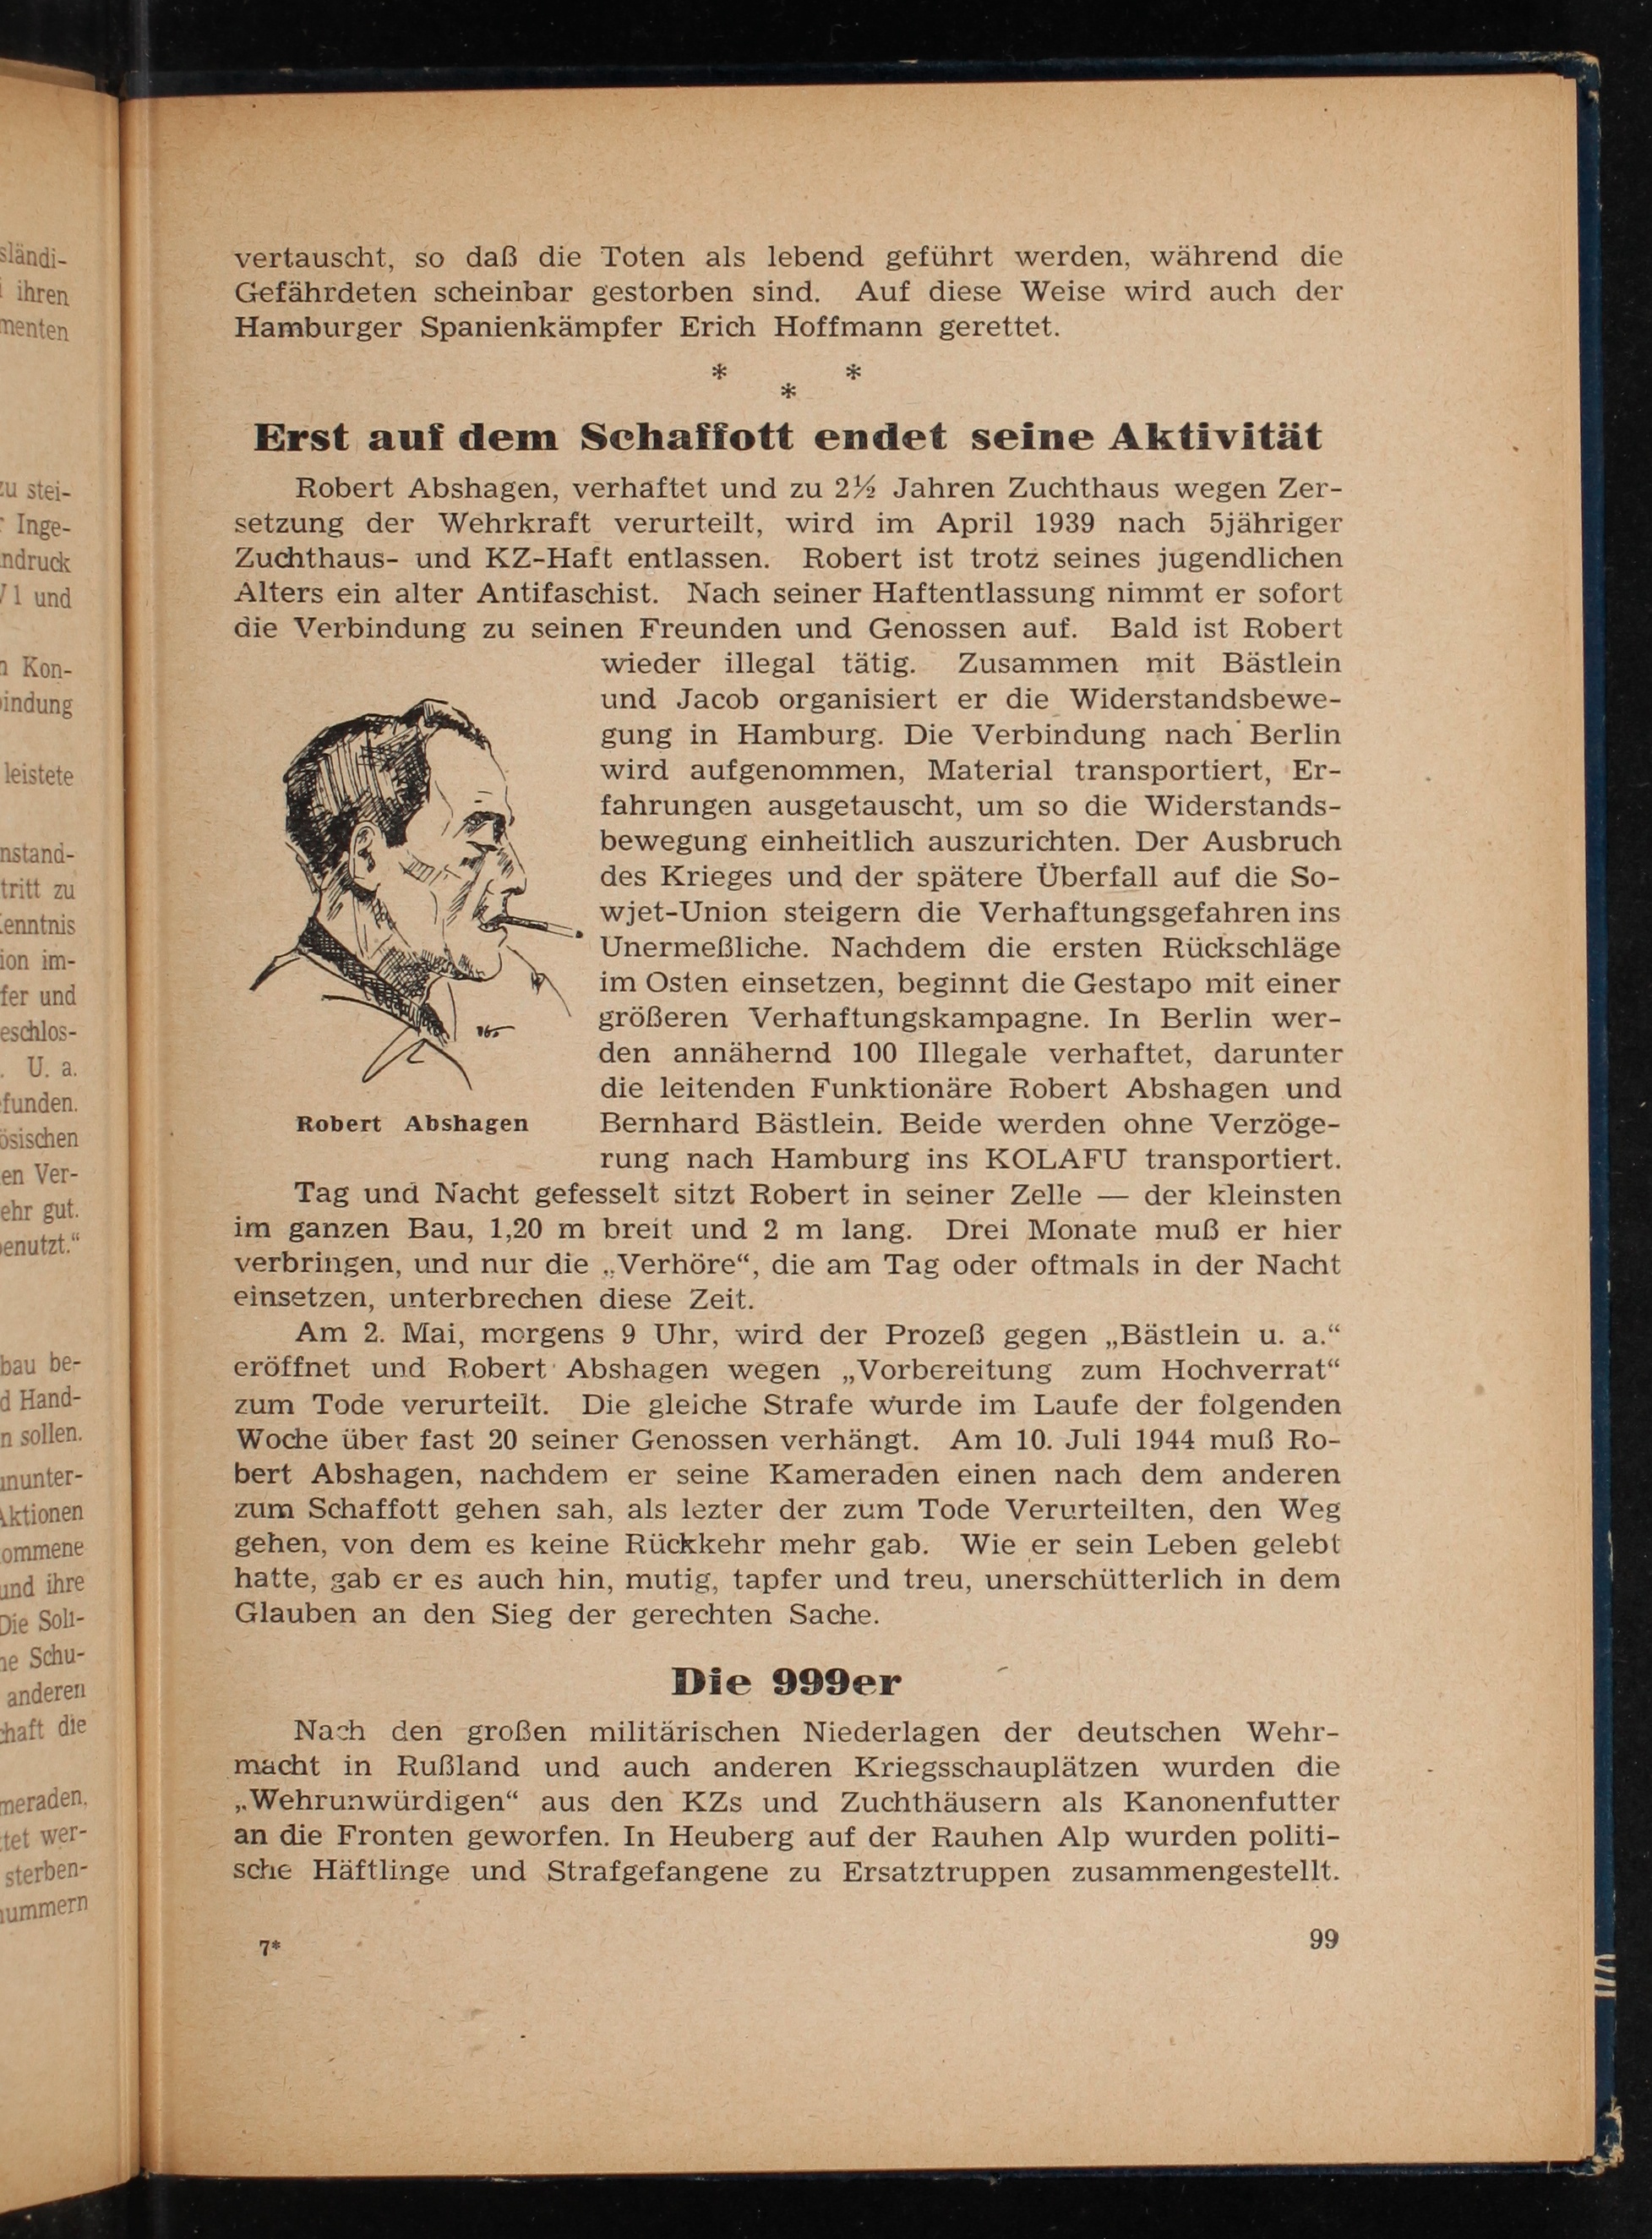 vertauscht, so daß die Toten als lebend geführt werden, während die
Gefährdeten scheinbar gestorben sind. Auf diese Weise wird auch der
Hamburger Spanienkämpfer Erich Hoffmann gerettet.
* * *
Erst auf dem Schaffott endet seine Aktivität
Robert Abshagen, verhaftet und zu 2½ Jahren Zuchthaus wegen Zer-
setzung der Wehrkraft verurteilt, wird im April 1939 nach 5jähriger
Zuchthaus- und KZ-Haft entlassen. Robert ist trotz seines jugendlichen
Alters ein alter Antifaschist. Nach seiner Haftentlassung nimmt er sofort
die Verbindung zu seinen Freunden und Genossen auf. Bald ist Robert
wieder illegal tätig. Zusammen mit Bästlein
und Jacob organisiert er die Widerstandsbewe-
gung in Hamburg. Die Verbindung nach Berlin
wird aufgenommen, Material transportiert, Er-
fahrungen ausgetauscht, um so die Widerstands-
bewegung einheitlich auszurichten. Der Ausbruch
des Krieges und der spätere Überfall auf die So-
wjet-Union steigern die Verhaftungsgefahren ins
Unermeßliche. Nachdem die ersten Rückschläge
im Osten einsetzen, beginnt die Gestapo mit einer
größeren Verhaftungskampagne. In Berlin wer-
den annähernd 100 Illegale verhaftet, darunter
die leitenden Funktionäre Robert Abshagen und
Bernhard Bästlein. Beide werden ohne Verzöge-
rung nach Hamburg ins KOLAFU transportiert.
Robert Abshagen
Tag und Nacht gefesselt sitzt Robert in seiner Zelle — der kleinsten
im ganzen Bau, 1,20 m breit und 2 m lang. Drei Monate muß er hier
verbringen, und nur die „Verhöre“, die am Tag oder oftmals in der Nacht
einsetzen, unterbrechen diese Zeit.
Am 2. Mai, morgens 9 Uhr, wird der Prozeß gegen „Bästlein u. a.“
eröffnet und Robert Abshagen wegen „Vorbereitung zum Hochverrat“
zum Tode verurteilt. Die gleiche Strafe wurde im Laufe der folgenden
Woche über fast 20 seiner Genossen verhängt. Am 10. Juli 1944 muß Ro-
bert Abshagen, nachdem er seine Kameraden einen nach dem anderen
zum Schaffott gehen sah, als lezter der zum Tode Verurteilten, den Weg
gehen, von dem es keine Rückkehr mehr gab. Wie er sein Leben gelebt
hatte, gab er es auch hin, mutig, tapfer und treu, unerschütterlich in dem
Glauben an den Sieg der gerechten Sache.
Die 999er
Nach den großen militärischen Niederlagen der deutschen Wehr-
macht in Rußland und auch anderen Kriegsschauplätzen wurden die
„Wehrunwürdigen“ aus den KZs und Zuchthäusern als Kanonenfutter
an die Fronten geworfen. In Heuberg auf der Rauhen Alp wurden politi-
sche Häftlinge und Strafgefangene zu Ersatztruppen zusammengestellt.
7*
99